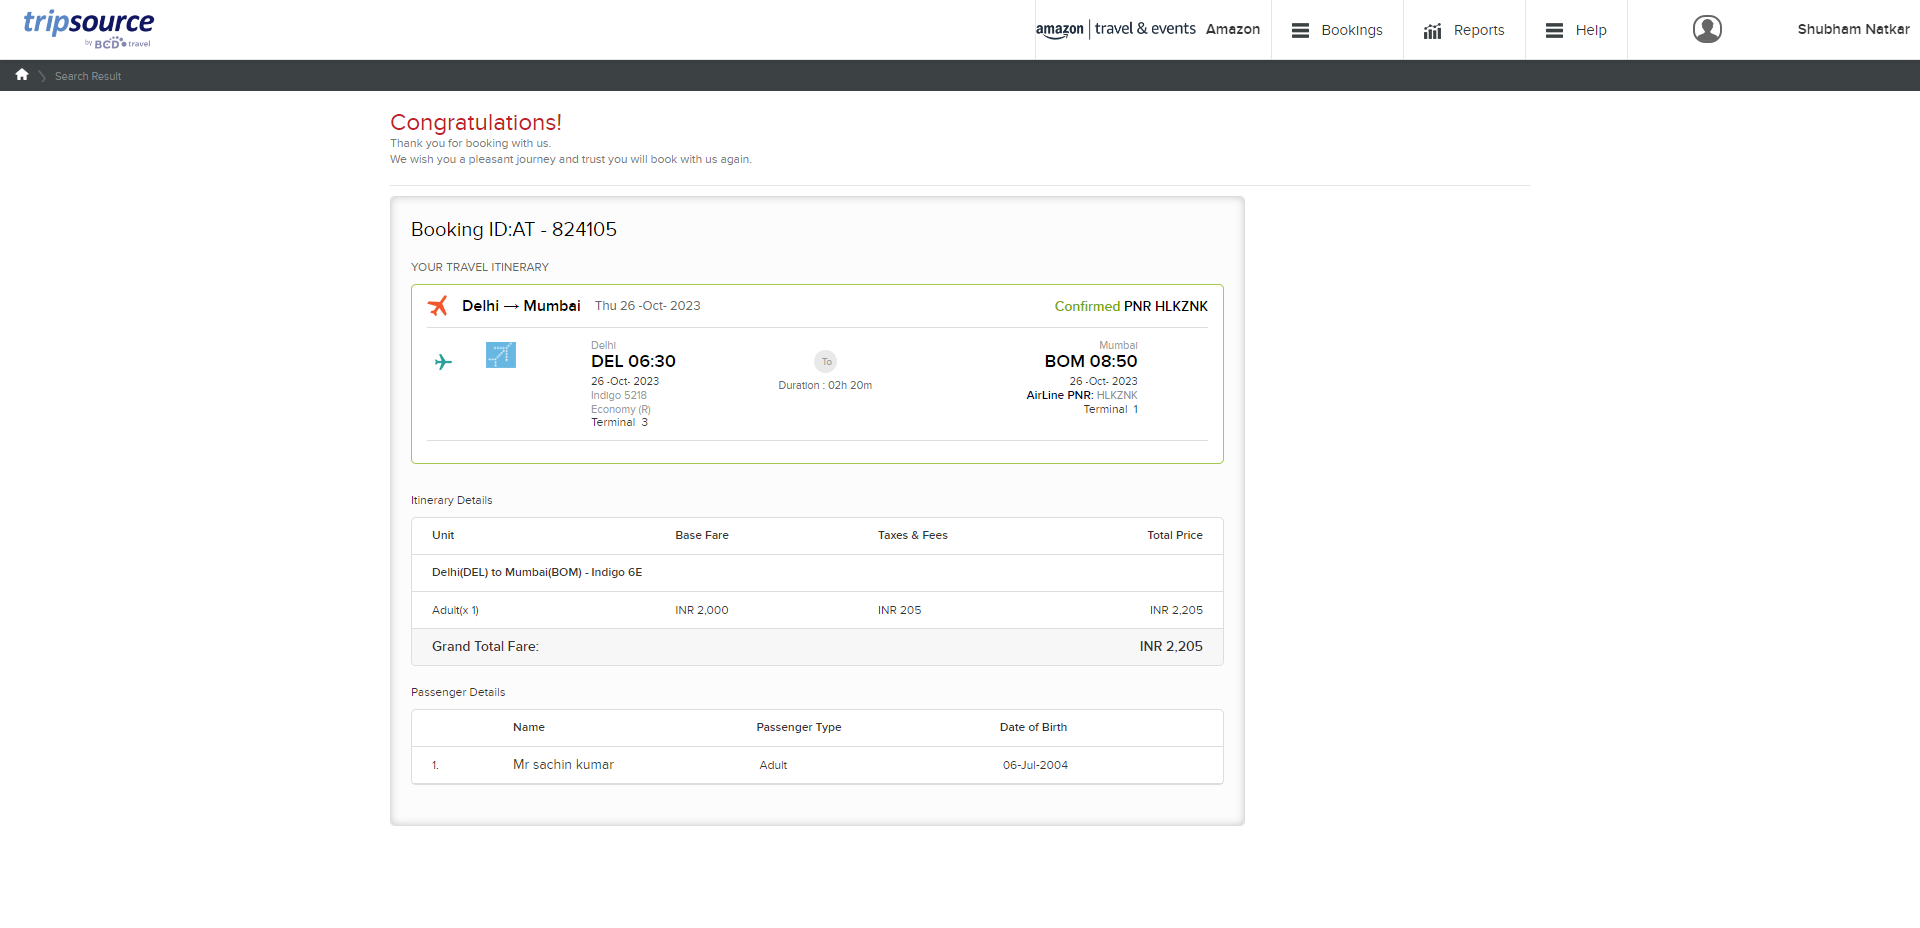 tripsource
by BCD travel
amazon | travel & events Amazon
Bookings
Reports
Help
Shubham Natkar
Search Result
Congratulations!
Thank you for booking with us.
We wish you a pleasant journey and trust you will book with us again.
Booking ID:AT - 824105
YOUR TRAVEL ITINERARY
Delhi → Mumbai Thu 26 -Oct- 2023 Confirmed PNR HLKZNK
Delhi
DEL 06:30
26 -Oct- 2023
Indigo 5218
Economy (R)
Terminal 3
To
Duration : 02h 20m
Mumbai
BOM 08:50
26 -Oct- 2023
AirLine PNR: HLKZNK
Terminal 1
Itinerary Details
Unit Base Fare Taxes & Fees Total Price
Delhi(DEL) to Mumbai(BOM) - Indigo 6E
Adult(x 1) INR 2,000 INR 205 INR 2,205
Grand Total Fare: INR 2,205
Passenger Details
Name Passenger Type Date of Birth
1. Mr sachin kumar Adult 06-Jul-2004